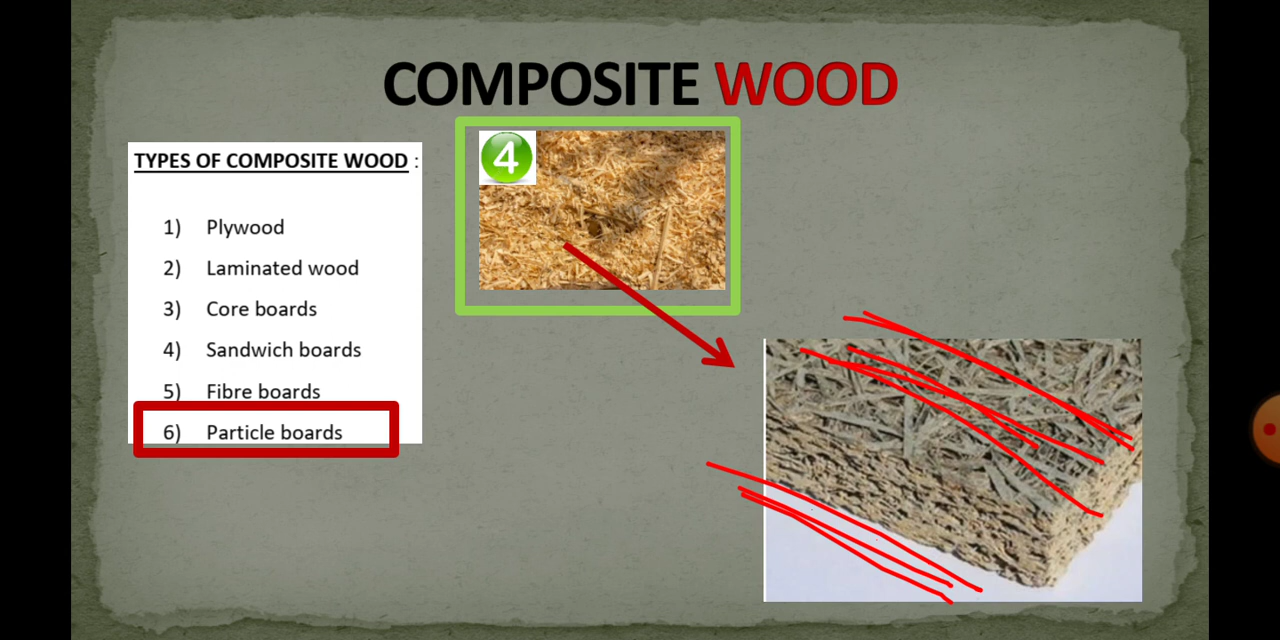 COMPOSITE WOOD
TYPES OF COMPOSITE WOOD :
1) Plywood
2) Laminated wood
3) Core boards
4) Sandwich boards
5) Fibre boards
6) Particle boards
4